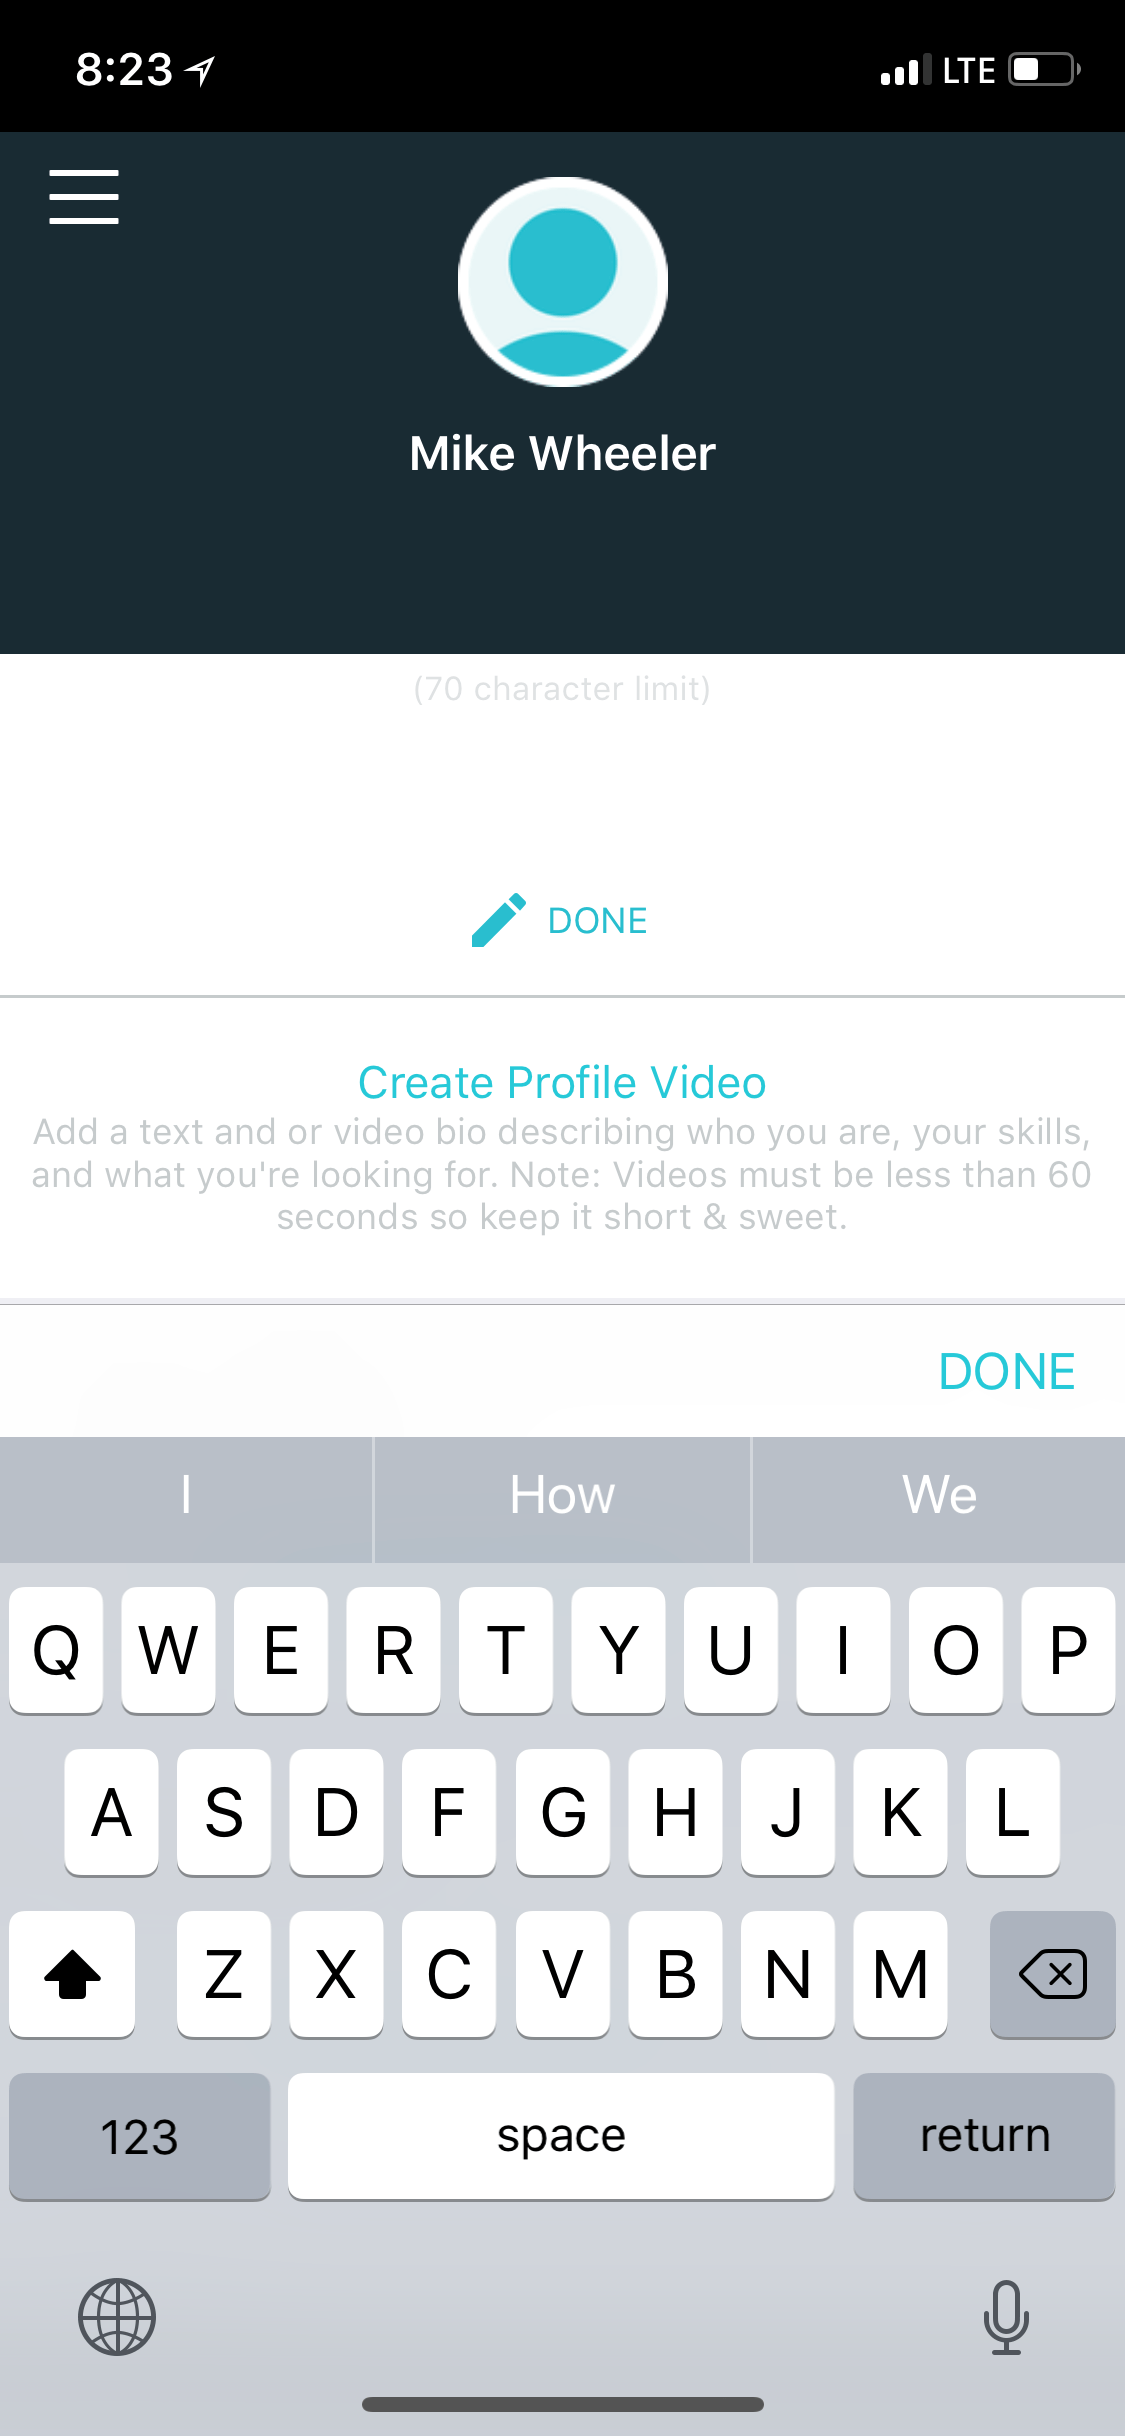 8:23 LTE
Mike Wheeler
(70 character limit)
DONE
Create Profile Video
Add a text and or video bio describing who you are, your skills,
and what you're looking for. Note: Videos must be less than 60
seconds so keep it short & sweet.
DONE
I How We
Q W E R T Y U I O P
A S D F G H J K L
Z X C V B N M
123 space return